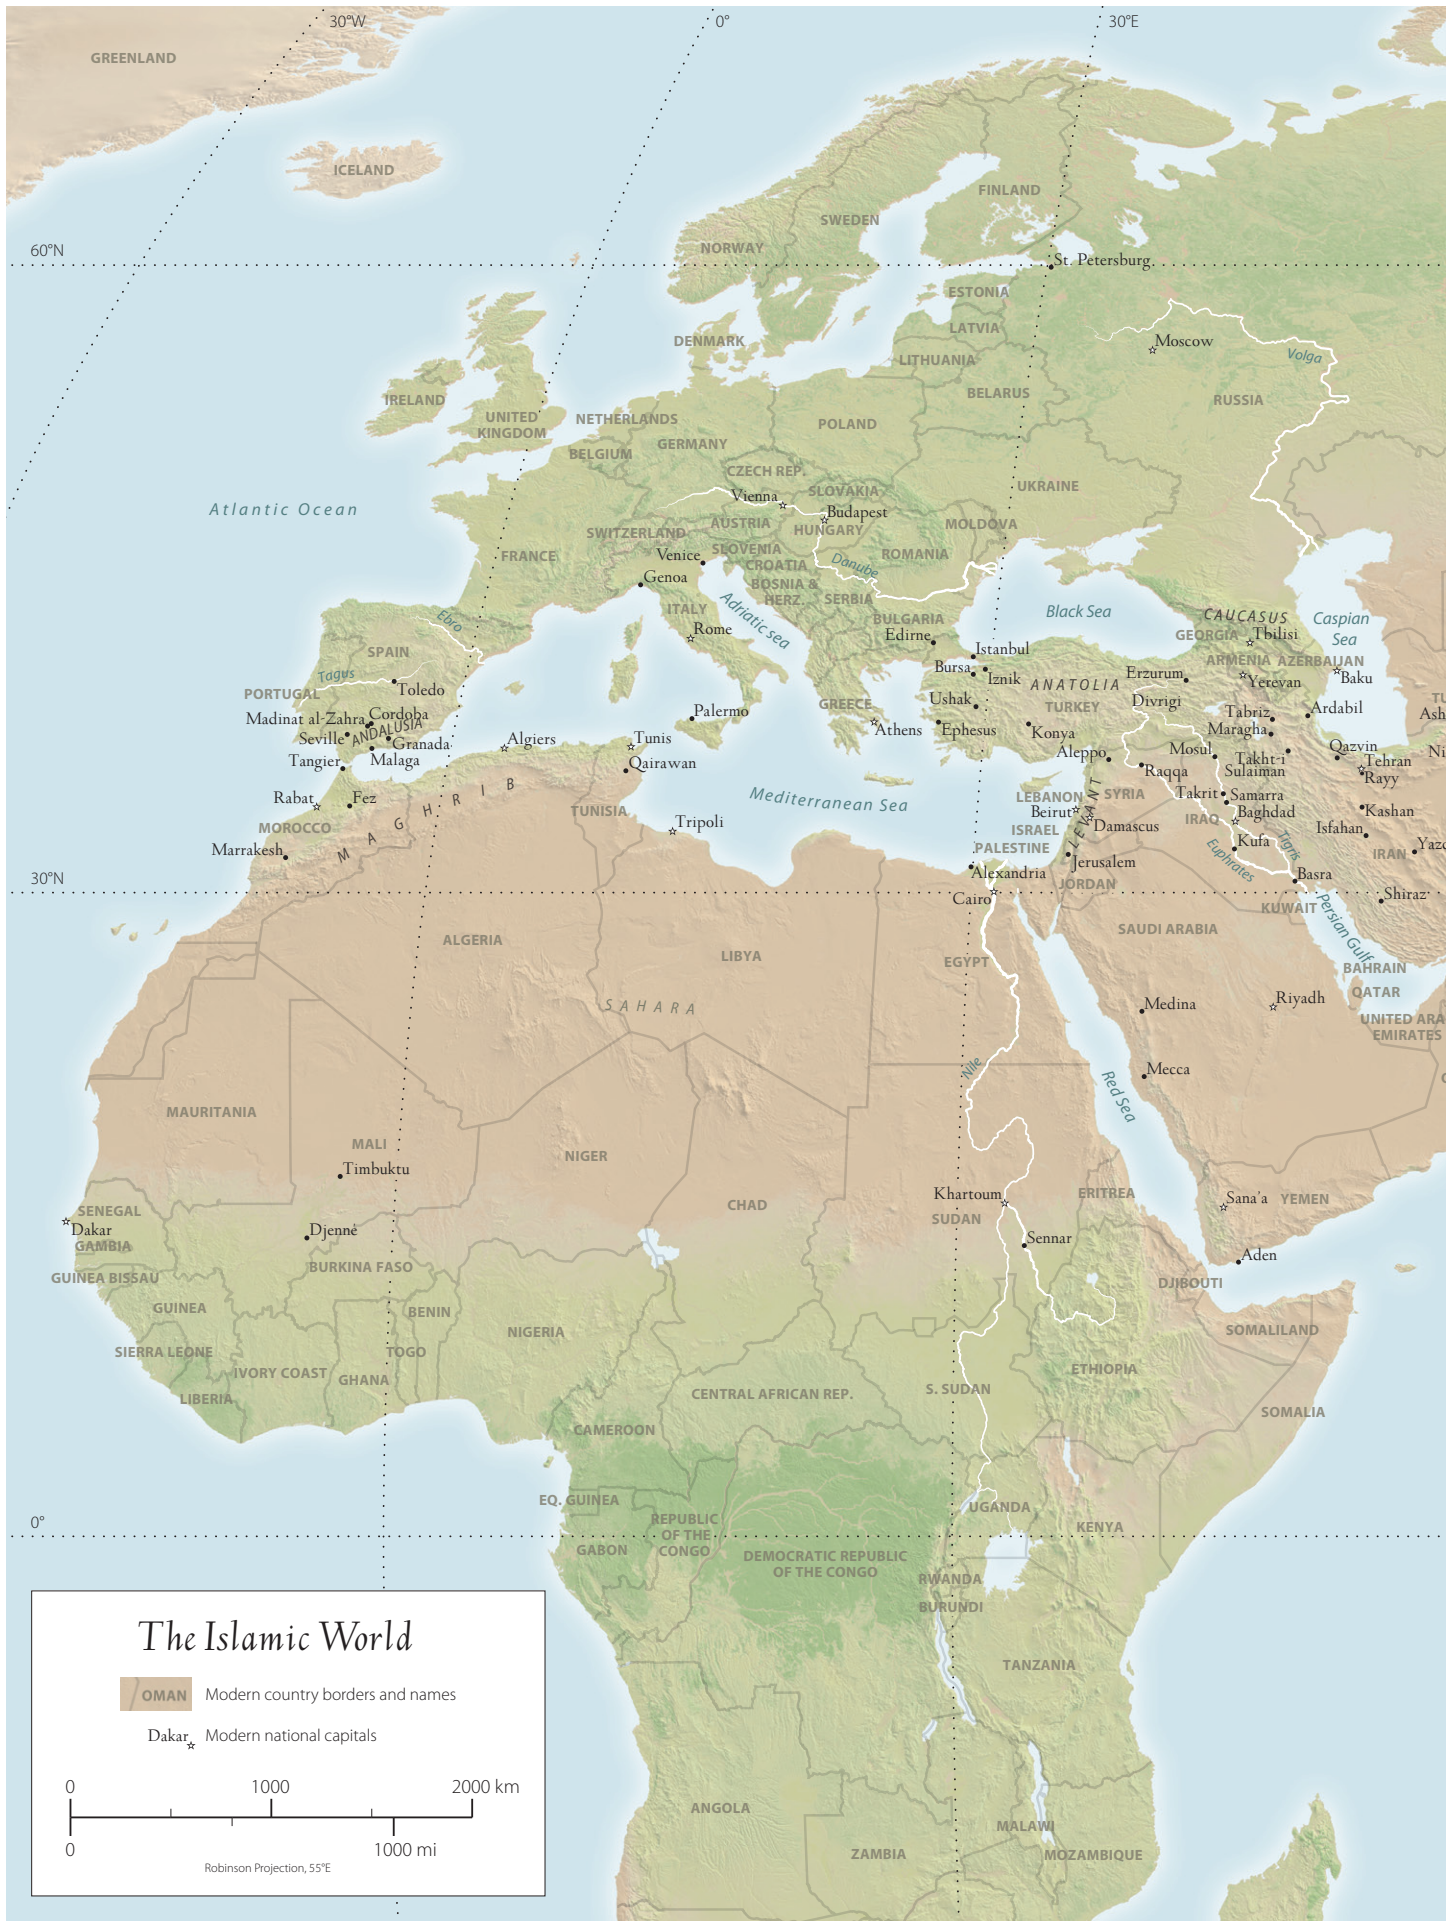 30°W
0°
30°E
GREENLAND
ICELAND
FINLAND
SWEDEN
NORWAY
60°N
St. Petersburg
ESTONIA
LATVIA
DENMARK
Moscow
Volga
LITHUANIA
IRELAND
BELARUS
RUSSIA
UNITED
KINGDOM
NETHERLANDS
POLAND
GERMANY
BELGIUM
CZECH REP.
UKRAINE
Vienna
SLOVAKIA
Atlantic Ocean
Budapest
AUSTRIA
MOLDOVA
SWITZERLAND
HUNGARY
FRANCE
Venice
SLOVENIA
ROMANIA
CROATIA
Danube
Genoa
BOSNIA &
HERZ.
SERBIA
ITALY
Adriatic sea
Black Sea
CAUCASUS
Caspian
Sea
Ebro
BULGARIA
Rome
Edirne
GEORGIA
Tbilisi
SPAIN
Istanbul
ARMENIA
AZERBAIJAN
Tagus
Bursa
Iznik
Erzurum
Yerevan
Baku
PORTUGAL
Toledo
ANATOLIA
Ushak
Divrigi
TURKEY
GREECE
Palermo
Madinat al-Zahra
Cordoba
Tabriz
Ardabil
TU
Ash
ANDALUSIA
Seville
Athens
Ephesus
Konya
Maragha
Granada
Algiers
Tunis
Aleppo
Mosul
Takht-i
Sulaiman
Qazvin
Ni
Tangier
Malaga
Qairawan
Raqqa
Tehran
Rayy
Rabat
Fez
MAGHRIB
TUNISIA
Mediterranean Sea
LEBANON
SYRIA
Takrit
Samarra
Beirut
LEVANT
Baghdad
Kashan
MOROCCO
Tripoli
ISRAEL
Damascus
IRAQ
Isfahan
Marrakesh
PALESTINE
Kufa
Tigris
IRAN
Yazd
Jerusalem
Euphrates
30°N
Alexandria
Basra
Cairo
JORDAN
Shiraz
KUWAIT
Persian Gulf
ALGERIA
LIBYA
EGYPT
SAUDI ARABIA
BAHRAIN
QATAR
SAHARA
Medina
Riyadh
UNITED ARA
EMIRATES
Nile
Mecca
Red Sea
MAURITANIA
MALI
NIGER
Timbuktu
CHAD
Khartoum
ERITREA
Sana'a
YEMEN
SENEGAL
SUDAN
Dakar
Djenné
Sennar
GAMBIA
Aden
BURKINA FASO
GUINEA BISSAU
DJIBOUTI
GUINEA
BENIN
NIGERIA
SOMALILAND
SIERRA LEONE
TOGO
IVORY COAST
GHANA
ETHIOPIA
LIBERIA
CENTRAL AFRICAN REP.
S. SUDAN
SOMALIA
CAMEROON
EQ. GUINEA
UGANDA
0°
REPUBLIC
OF THE
CONGO
KENYA
GABON
DEMOCRATIC REPUBLIC
OF THE CONGO
RWANDA
BURUNDI
TANZANIA
ANGOLA
MALAWI
ZAMBIA
MOZAMBIQUE
The Islamic World
OMAN Modern country borders and names
Dakar Modern national capitals
0 1000 2000 km
0 1000 mi
Robinson Projection, 55°E